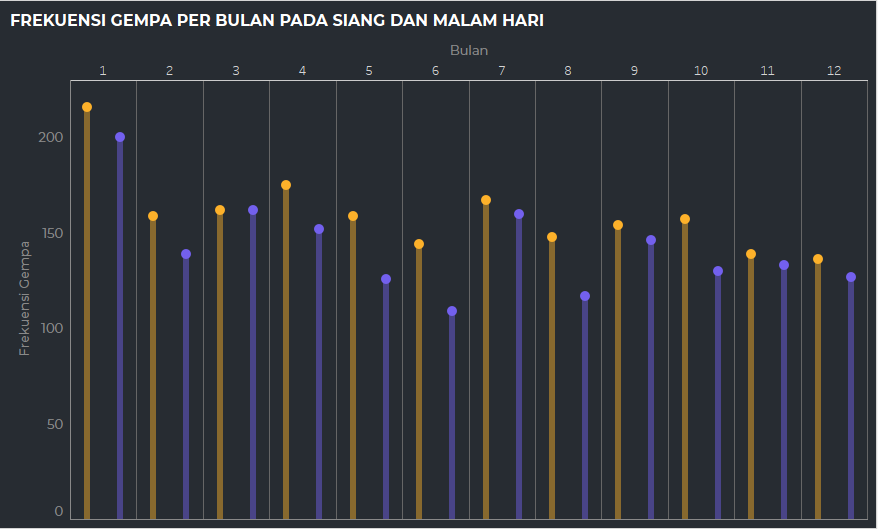 FREKUENSI GEMPA PER BULAN PADA SIANG DAN MALAM HARI
Bulan
1 2 3 4 5 6 7 8 9 10 11 12
Frekuensi Gempa
200
150
100
50
0